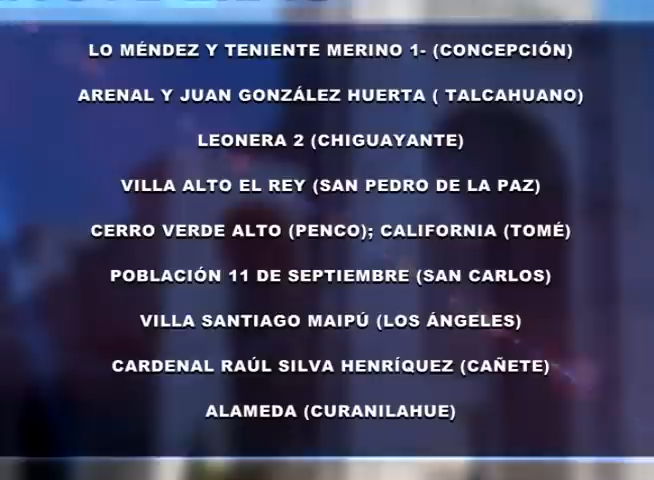 LO MÉNDEZ Y TENIENTE MERINO 1- (CONCEPCIÓN)
ARENAL Y JUAN GONZÁLEZ HUERTA ( TALCAHUANO)
LEONERA 2 (CHIGUAYANTE)
VILLA ALTO EL REY (SAN PEDRO DE LA PAZ)
CERRO VERDE ALTO (PENCO); CALIFORNIA (TOMÉ)
POBLACIÓN 11 DE SEPTIEMBRE (SAN CARLOS)
VILLA SANTIAGO MAIPÚ (LOS ÁNGELES)
CARDENAL RAÚL SILVA HENRÍQUEZ (CAÑETE)
ALAMEDA (CURANILAHUE)